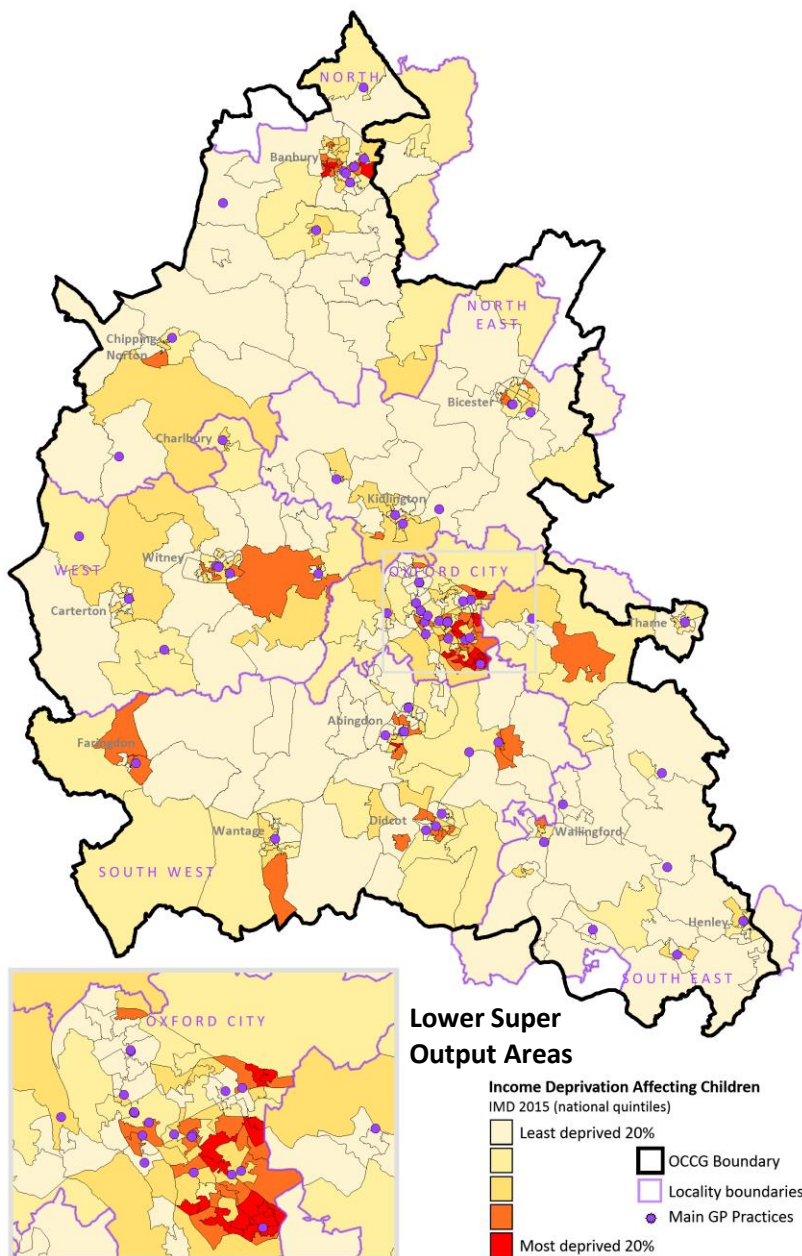 NORTH
Banbury
NORTH
EAST
Chipping
Norton
Bicester
Charlbury
Kidlington
WEST
Witney
OXFORD CITY
Carterton
Thame
Abingdon
Faringdon
Wantage
Didcot
Wallingford
SOUTH WEST
Henley
SOUTH EAST
OXFORD CITY
Lower Super
Output Areas
Income Deprivation Affecting Children
IMD 2015 (national quintiles)
Least deprived 20%
OCCG Boundary
Locality boundaries
Main GP Practices
Most deprived 20%